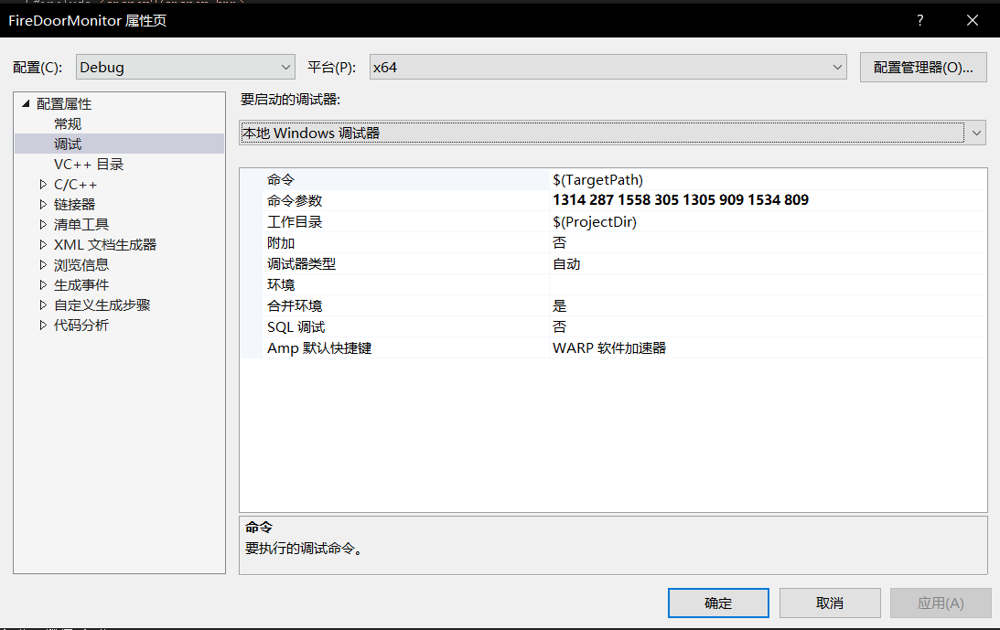 FireDoorMonitor 属性页
?
配置(C):
Debug
平台(P):
x64
配置管理器(O)...
配置属性
常规
调试
VC++ 目录
C/C++
链接器
清单工具
XML 文档生成器
浏览信息
生成事件
自定义生成步骤
代码分析
要启动的调试器:
本地 Windows 调试器
命令 $(TargetPath)
命令参数 1314 287 1558 305 1305 909 1534 809
工作目录 $(ProjectDir)
附加 否
调试器类型 自动
环境
合并环境 是
SQL 调试 否
Amp 默认快捷键 WARP 软件加速器
命令
要执行的调试命令。
确定
取消
应用(A)